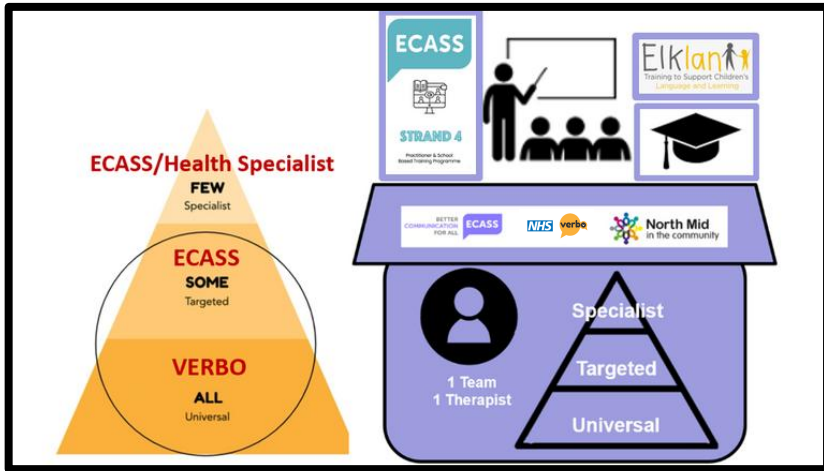 ECASS/Health Specialist
FEW
Specialist
ECASS
SOME
Targeted
VERBO
ALL
Universal
ECASS
STRAND 4
Practitioner & School
Based Training Programme
Elklan
Training to Support Children's
Language and Learning
BETTER
COMMUNICATION
FOR ALL
ECASS
NHS verbo
North Mid
in the community
1 Team
1 Therapist
Specialist
Targeted
Universal